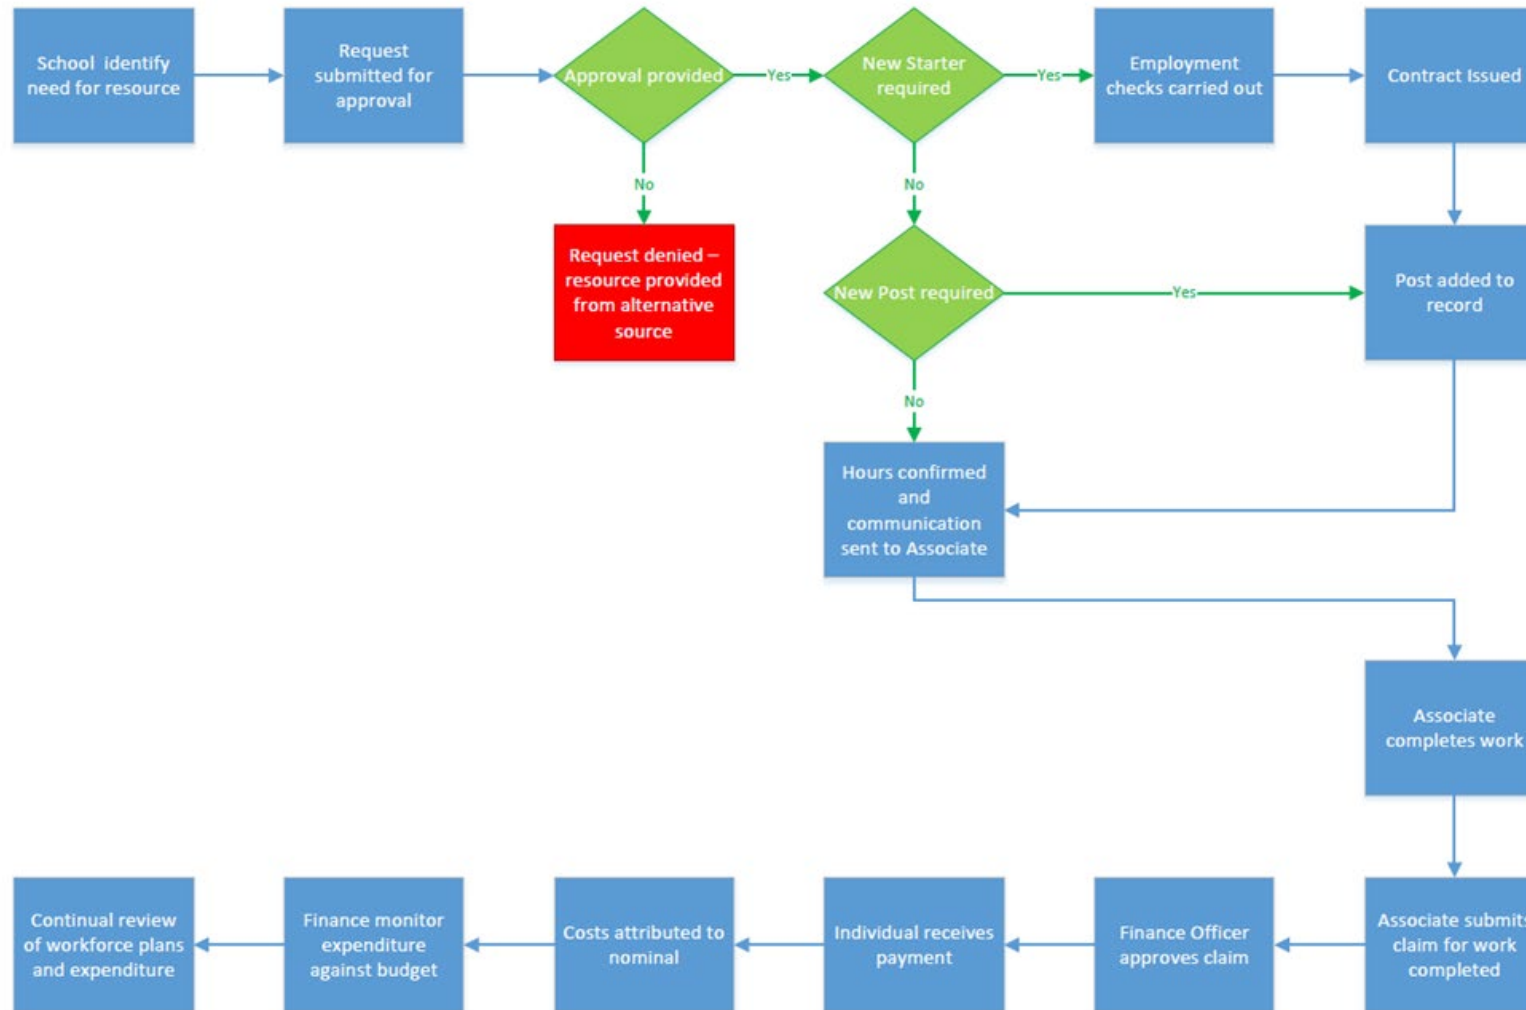 School identify
need for resource
Request
submitted for
approval
Approval provided
Yes
New Starter
required
Yes
Employment
checks carried out
Contract Issued
No
No
Request denied –
resource provided
from alternative
source
New Post required
Yes
Post added to
record
No
Hours confirmed
and
communication
sent to Associate
Associate
completes work
Continual review
of workforce plans
and expenditure
Finance monitor
expenditure
against budget
Costs attributed to
nominal
Individual receives
payment
Finance Officer
approves claim
Associate submits
claim for work
completed